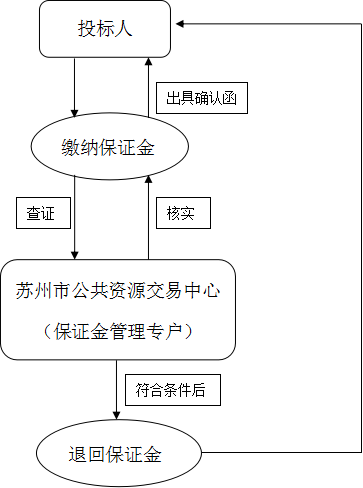 投标人
出具确认函
缴纳保证金
查证
核实
苏州市公共资源交易中心
（保证金管理专户）
符合条件后
退回保证金